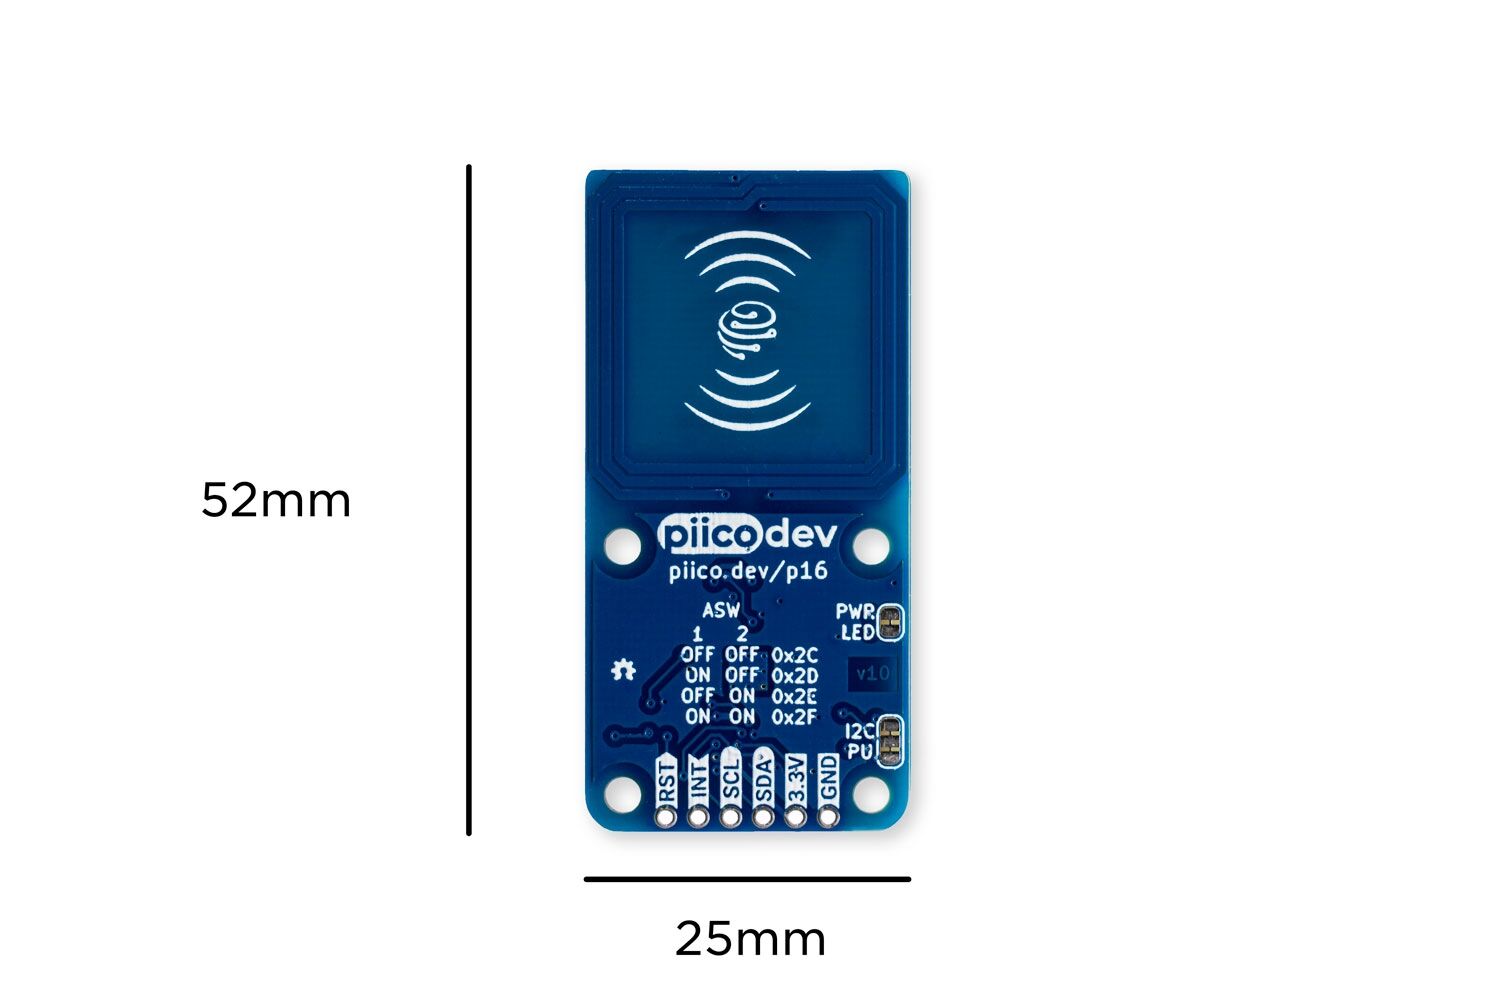 52mm
piicodev
piico.dev/p16
ASW
1 2
OFF OFF 0x2C
ON OFF 0x2D
OFF ON 0x2E
ON ON 0x2F
PWR
LED
v10
I2C
PU
RST INT SCL SDA 3.3V GND
25mm